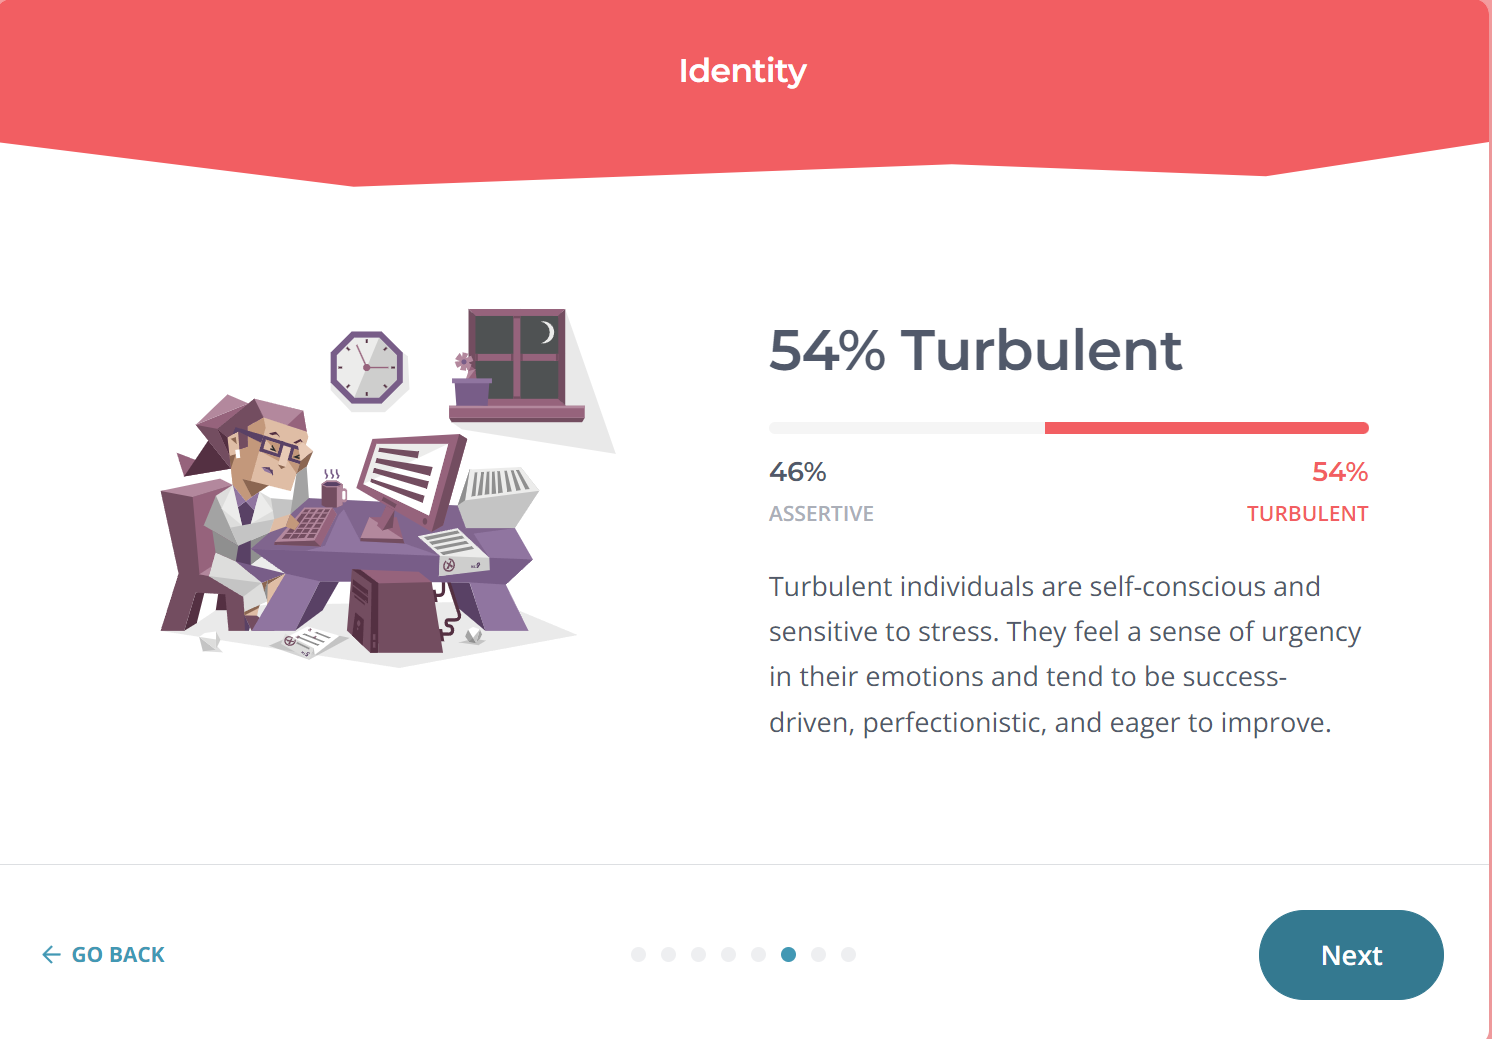 Identity
54% Turbulent
46%
54%
ASSERTIVE
TURBULENT
Turbulent individuals are self-conscious and
sensitive to stress. They feel a sense of urgency
in their emotions and tend to be success-
driven, perfectionistic, and eager to improve.
← GO BACK
Next